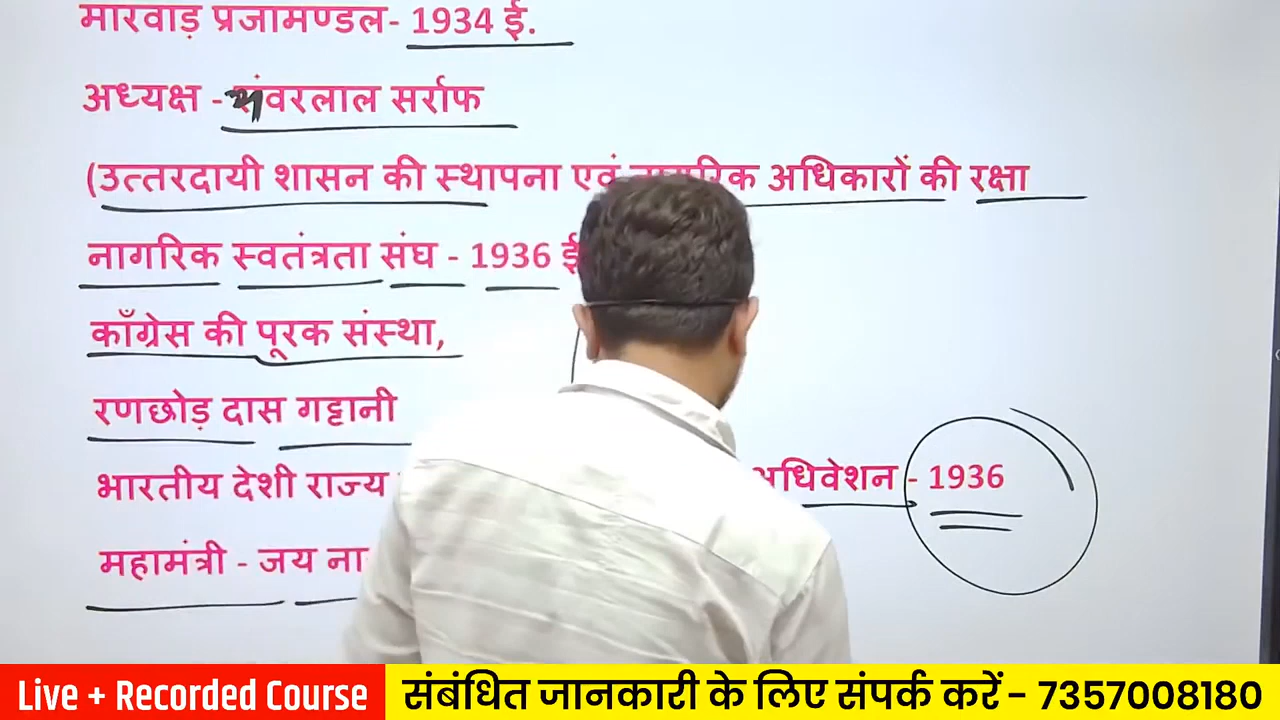 मारवाड़ प्रजामण्डल- 1934 ई.
अध्यक्ष - भंवरलाल सर्राफ
(उत्तरदायी शासन की स्थापना एवं नागरिक अधिकारों की रक्षा
नागरिक स्वतंत्रता संघ - 1936 ई
काँग्रेस की पूरक संस्था,
रणछोड़ दास गट्टानी
भारतीय देशी राज्य अधिवेशन - 1936
महामंत्री - जय ना
Live + Recorded Course संबंधित जानकारी के लिए संपर्क करें - 7357008180